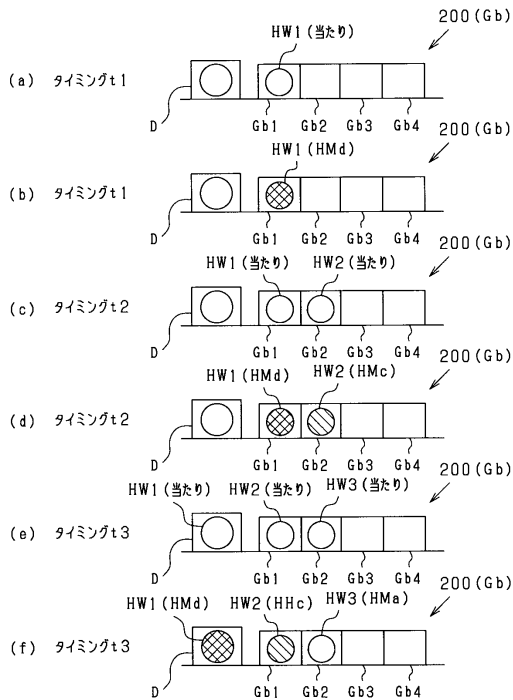 200(Gb)
HW1(当たり)
(a) タイミングt1
D
Gb1 Gb2 Gb3 Gb4
HW1(HMd)
200(Gb)
(b) タイミングt1
D
Gb1 Gb2 Gb3 Gb4
200(Gb)
HW1(当たり) HW2(当たり)
(c) タイミングt2
D
Gb1 Gb2 Gb3 Gb4
200(Gb)
HW1(HMd) HW2(HMc)
(d) タイミングt2
D
Gb1 Gb2 Gb3 Gb4
200(Gb)
HW1(当たり) HW2(当たり) HW3(当たり)
(e) タイミングt3
D
Gb1 Gb2 Gb3 Gb4
200(Gb)
HW1(HMd) HW2(HHc) HW3(HMa)
(f) タイミングt3
D
Gb1 Gb2 Gb3 Gb4